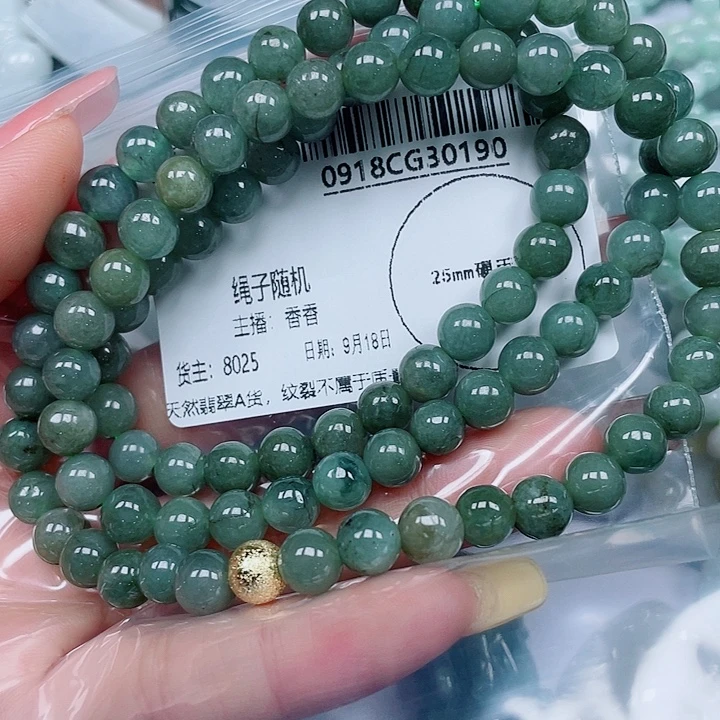 0918CG30190
绳子随机
25mm
主播：香香
货主：8025
日期：9月18日
天然翡翠A货，纹裂不属于